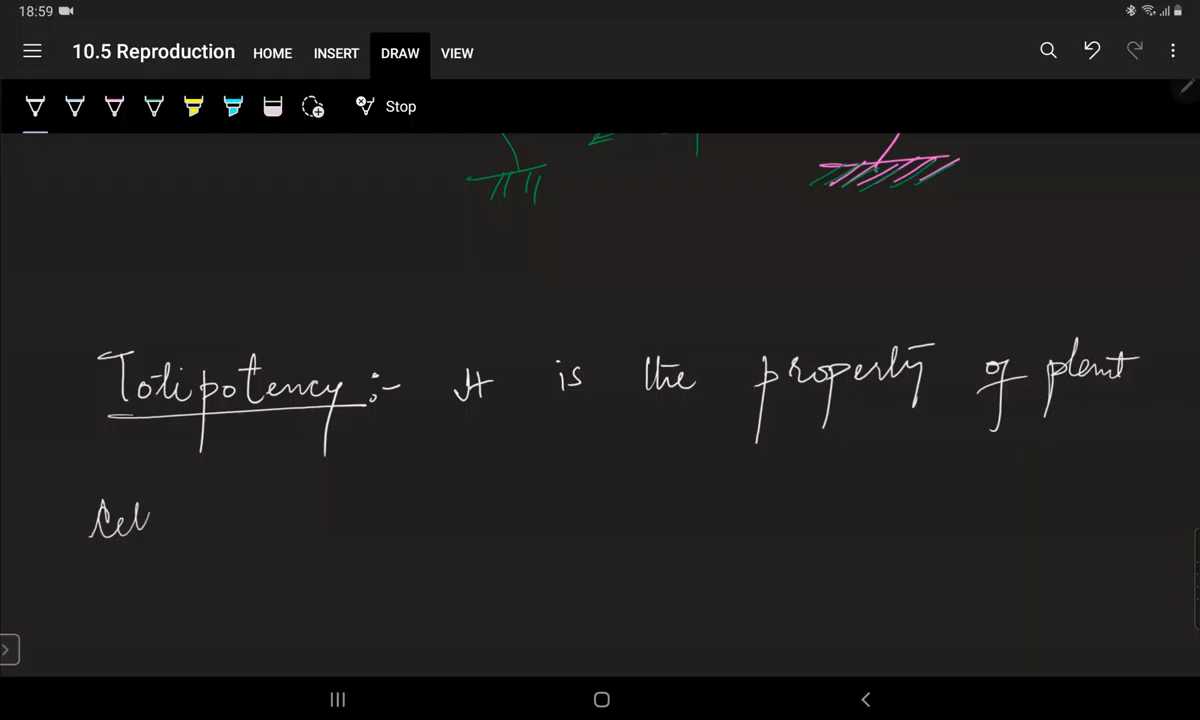 18:59
10.5 Reproduction HOME INSERT DRAW VIEW
Stop
Totipotency :- It is the property of plant
cel